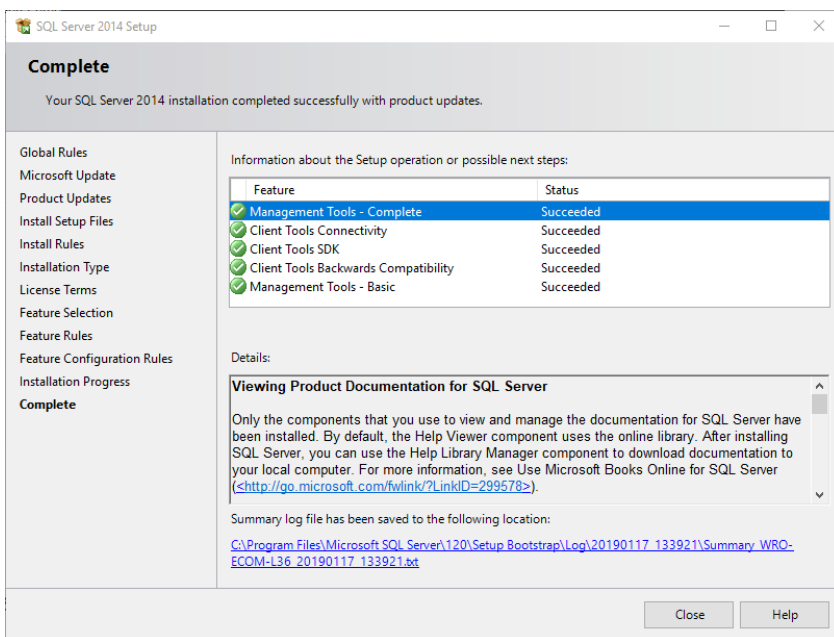 SQL Server 2014 Setup
Complete
Your SQL Server 2014 installation completed successfully with product updates.
Global Rules
Microsoft Update
Product Updates
Install Setup Files
Install Rules
Installation Type
License Terms
Feature Selection
Feature Rules
Feature Configuration Rules
Installation Progress
Complete
Information about the Setup operation or possible next steps:
Feature Status
Management Tools - Complete Succeeded
Client Tools Connectivity Succeeded
Client Tools SDK Succeeded
Client Tools Backwards Compatibility Succeeded
Management Tools - Basic Succeeded
Details:
Viewing Product Documentation for SQL Server
Only the components that you use to view and manage the documentation for SQL Server have
been installed. By default, the Help Viewer component uses the online library. After installing
SQL Server, you can use the Help Library Manager component to download documentation to
your local computer. For more information, see Use Microsoft Books Online for SQL Server
(<http://go.microsoft.com/fwlink/?LinkID=299578>).
Summary log file has been saved to the following location:
C:\Program Files\Microsoft SQL Server\120\Setup Bootstrap\Log\20190117_133921\Summary_WRO-
ECOM-L36_20190117_133921.txt
Close Help